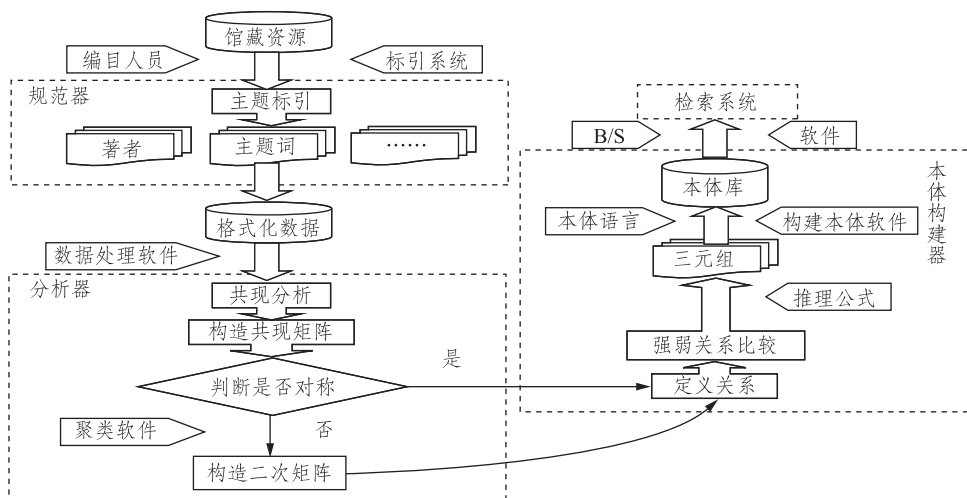 馆藏资源
编目人员
标引系统
规范器
主题标引
著者
主题词
……
格式化数据
数据处理软件
分析器
共现分析
构造共现矩阵
判断是否对称
是
聚类软件
否
构造二次矩阵
检索系统
B/S
软件
本体构建器
本体库
本体语言
构建本体软件
三元组
推理公式
强弱关系比较
定义关系